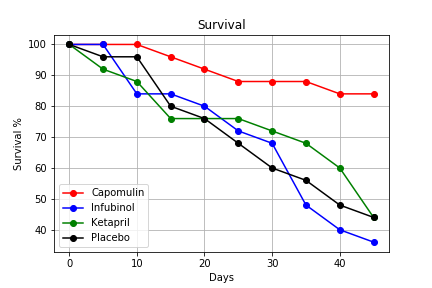 Survival
Survival %
100
90
80
70
60
50
40
Capomulin
Infubinol
Ketapril
Placebo
0
10
20
30
40
Days